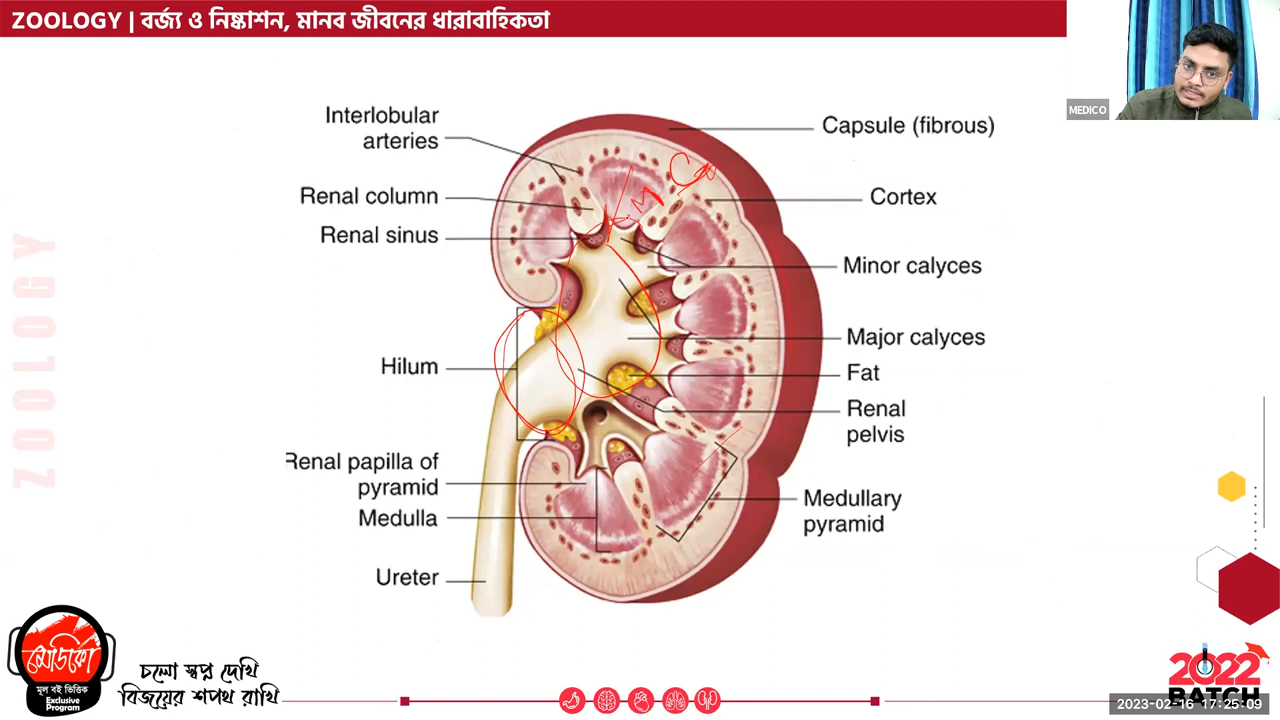 ZOOLOGY | বর্জ্য ও নিষ্কাশন, মানব জীবনের ধারাবাহিকতা
MEDICO
Interlobular
arteries
Capsule (fibrous)
Renal column
Cortex
Renal sinus
Minor calyces
Major calyces
Hilum
Fat
Renal
pelvis
Renal papilla of
pyramid
Medulla
Medullary
pyramid
Ureter
ZOOLOGY
M
মেডিকো
মূল বই ভিত্তিক
Exclusive
Program
চলো স্বপ্ন দেখি
বিজয়ের শপথ রাখি
2022
BATCH
2023-02-16 17:25:09